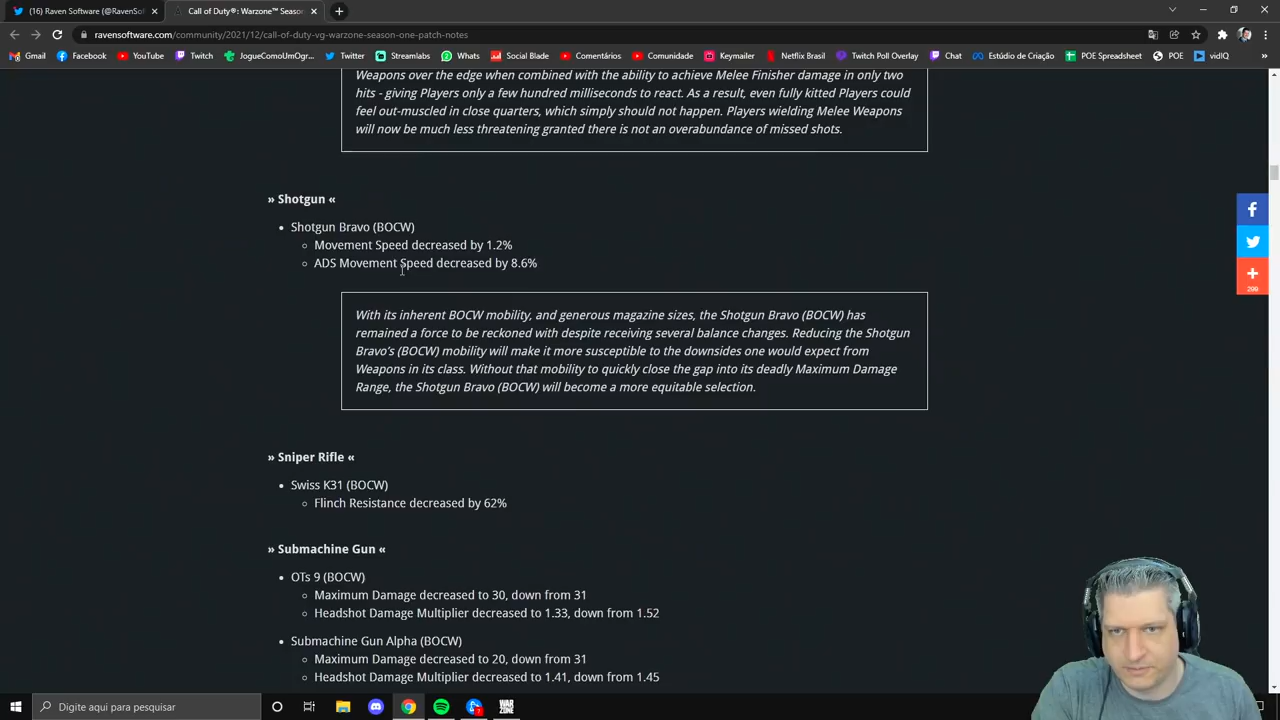 (16) Raven Software (@RavenSof
Call of Duty®: Warzone™ Season
ravensoftware.com/community/2021/12/call-of-duty-vg-warzone-season-one-patch-notes
Gmail
Facebook
YouTube
Twitch
JogueComoUmOgr...
Twitter
Streamlabs
Whats
Social Blade
Comentários
Comunidade
Keymailer
Netflix Brasil
Twitch Poll Overlay
Chat
Estúdio de Criação
POE Spreadsheet
POE
vidIQ
»
Weapons over the edge when combined with the ability to achieve Melee Finisher damage in only two
hits - giving Players only a few hundred milliseconds to react. As a result, even fully kitted Players could
feel out-muscled in close quarters, which simply should not happen. Players wielding Melee Weapons
will now be much less threatening granted there is not an overabundance of missed shots.
» Shotgun «
Shotgun Bravo (BOCW)
Movement Speed decreased by 1.2%
ADS Movement Speed decreased by 8.6%
With its inherent BOCW mobility, and generous magazine sizes, the Shotgun Bravo (BOCW) has
remained a force to be reckoned with despite receiving several balance changes. Reducing the Shotgun
Bravo's (BOCW) mobility will make it more susceptible to the downsides one would expect from
Weapons in its class. Without that mobility to quickly close the gap into its deadly Maximum Damage
Range, the Shotgun Bravo (BOCW) will become a more equitable selection.
» Sniper Rifle «
Swiss K31 (BOCW)
Flinch Resistance decreased by 62%
» Submachine Gun «
OTs 9 (BOCW)
Maximum Damage decreased to 30, down from 31
Headshot Damage Multiplier decreased to 1.33, down from 1.52
Submachine Gun Alpha (BOCW)
Maximum Damage decreased to 20, down from 31
Headshot Damage Multiplier decreased to 1.41, down from 1.45
Digite aqui para pesquisar
WAR
ZONE